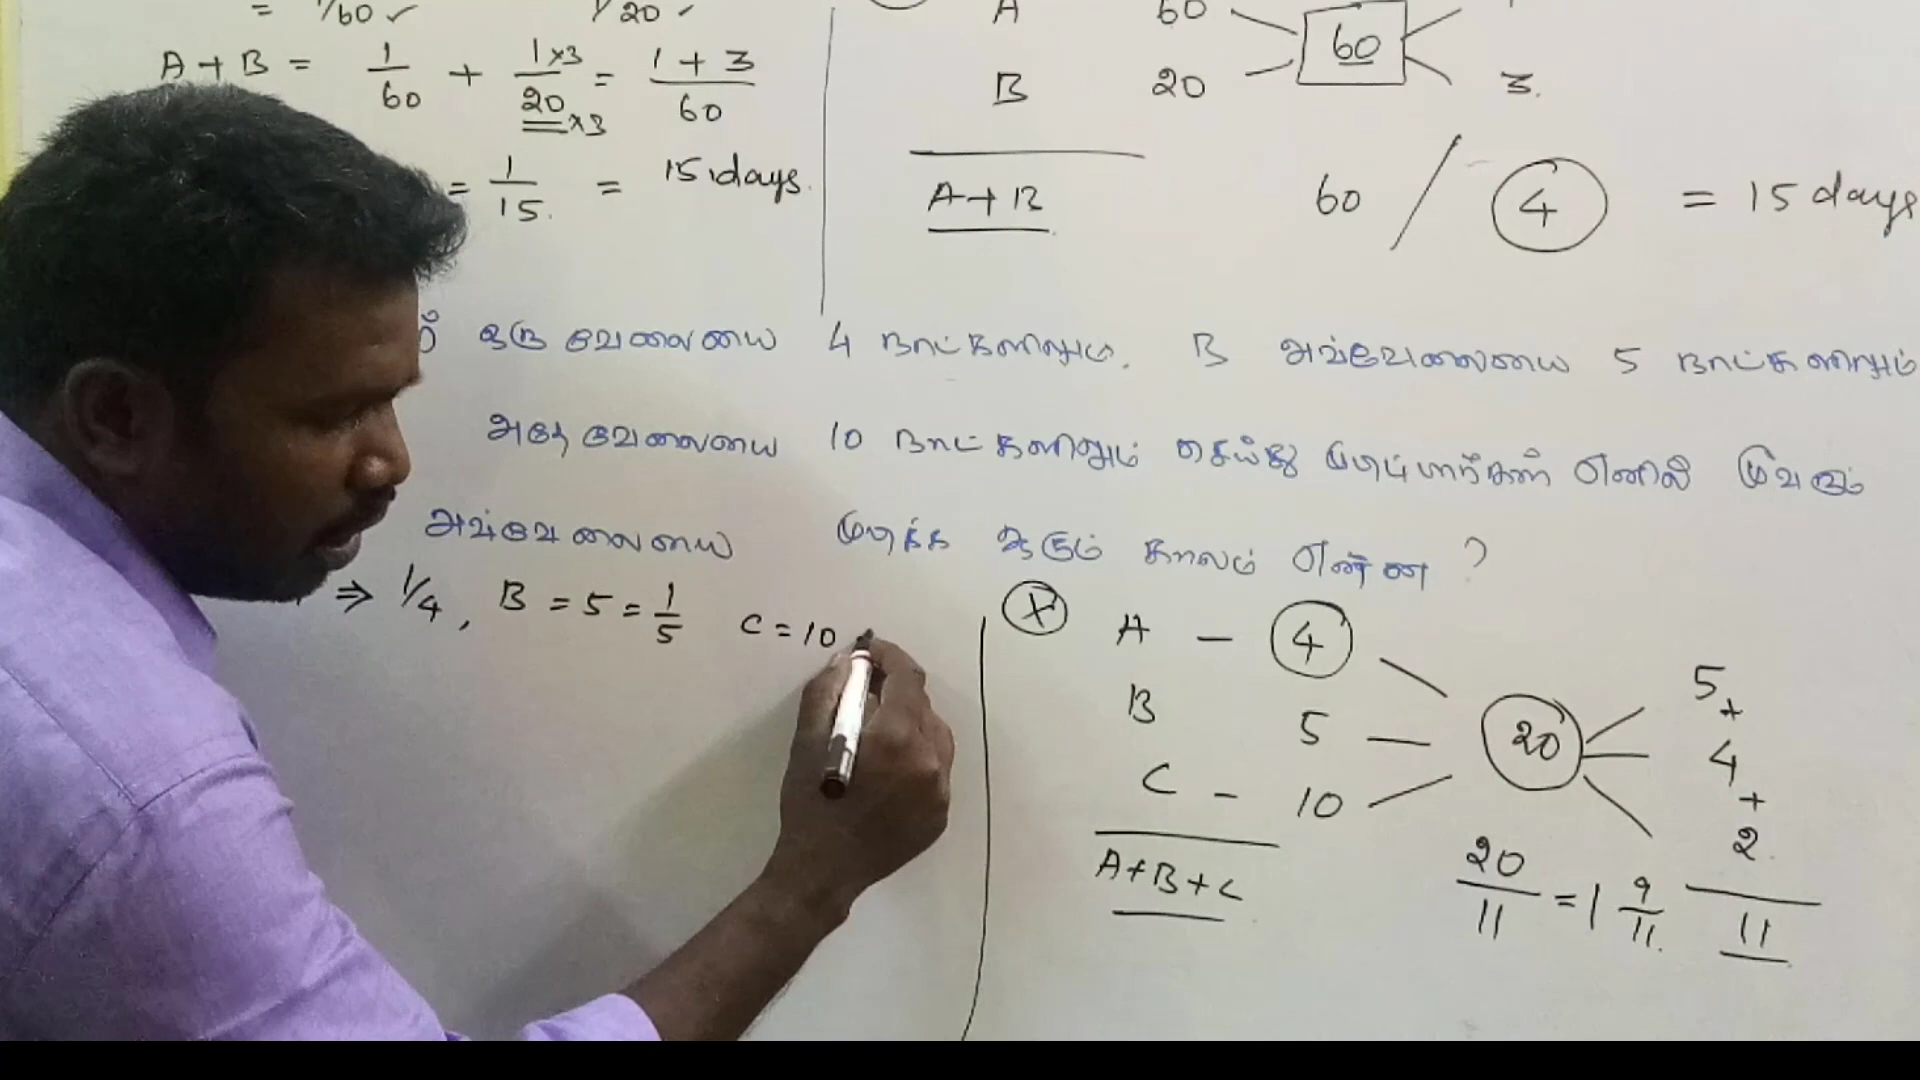 = 1/60 ✓ 1/20 ✓
A + B = 1/60 + 1×3/20×3 = 1 + 3/60
= 1/15. = 15 days.
A 60 60
B 20 3.
A+B 60 / 4 = 15 days
ஒரு வேலையை 4 நாட்களிலும், B அவ்வேலையை 5 நாட்களிலும்
அதே வேலையை 10 நாட்களிலும் செய்து முடிப்பார்கள் எனில் மூவரும்
அவ்வேலையை முடிக்க ஆகும் காலம் என்ன ?
⇒ 1/4, B = 5 = 1/5 C = 10
A - 4 5 +
B 5 20 4 +
C - 10 2
A+B+C 20/11 = 1 9/11. 11